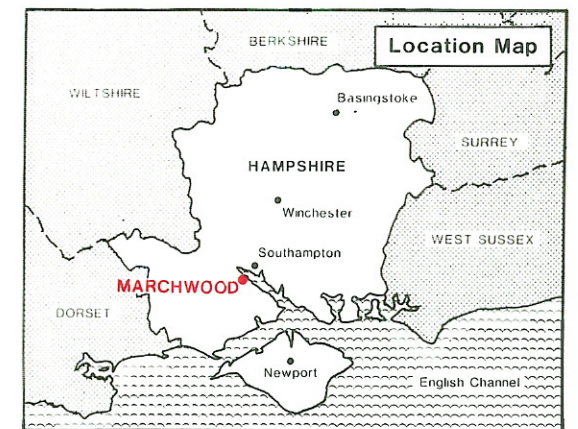 BERKSHIRE
Location Map
WILTSHIRE
Basingstoke
SURREY
HAMPSHIRE
Winchester
WEST SUSSEX
Southampton
MARCHWOOD
DORSET
Newport
English Channel